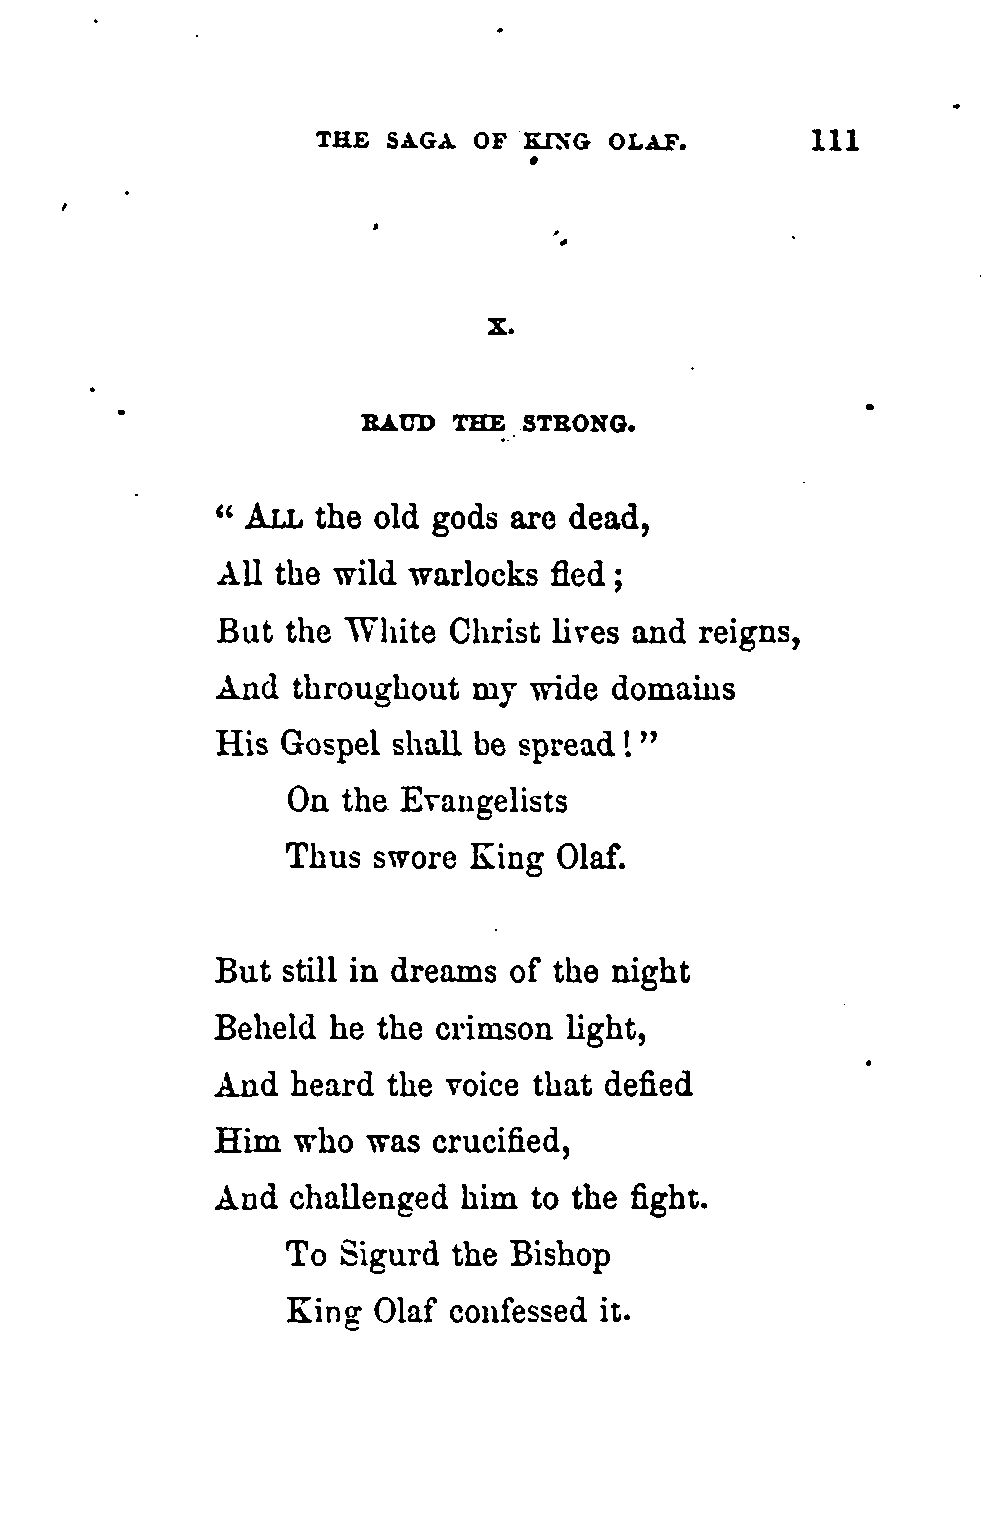 THE SAGA OF KING OLAF. 111
X.
RAUD THE STRONG.
“ ALL the old gods are dead,
All the wild warlocks fled ;
But the White Christ lives and reigns,
And throughout my wide domains
His Gospel shall be spread ! ”
On the Evangelists
Thus swore King Olaf.
But still in dreams of the night
Beheld he the crimson light,
And heard the voice that defied
Him who was crucified,
And challenged him to the fight.
To Sigurd the Bishop
King Olaf confessed it.